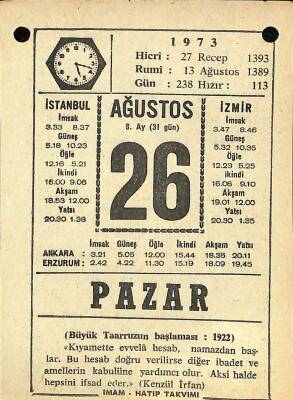 1973
Hicrî : 27 Recep 1393
Rumî : 13 Ağustos 1389
Gün : 238 Hızır : 113
İSTANBUL
İmsak
3.33 8.37
Güneş
5.18 10.23
Öğle
12.16 5.21
İkindi
16.00 9.06
Akşam
18.53 12.00
Yatsı
20.30 1.38
AĞUSTOS
8. Ay (31 gün)
26
İZMİR
İmsak
3.47 8.46
Güneş
5.32 10.35
Öğle
12.23 5.25
İkindi
16.06 9.10
Akşam
19.01 12.00
Yatsı
20.30 1.35
İmsak Güneş Öğle İkindi Akşam Yatsı
ANKARA : 3.21 5.05 12.00 15.44 18.36 20.11
ERZURUM : 2.42 4.22 11.30 15.19 18.09 19.45
PAZAR
(Büyük Taarruzun başlaması : 1922)
«Kıyamette evvelâ hesab, namazdan baş-
lar. Bu hesab doğru verilirse diğer ibadet ve
amellerin kabulüne yardımcı olur. Aksi halde
hepsini ifsad eder.» (Kenzül İrfan)
İMAM - HATİP TAKVİMİ